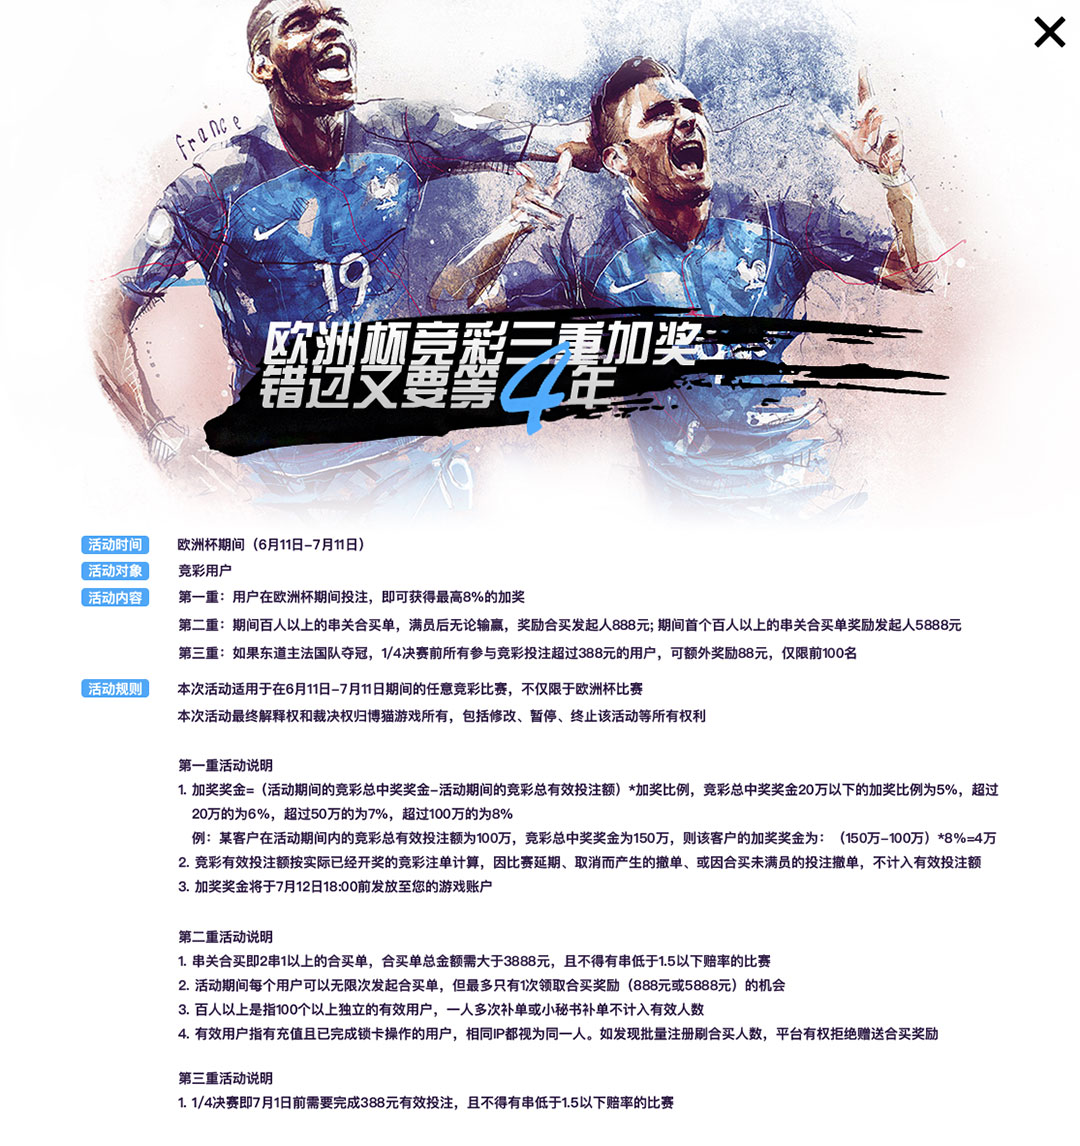 france
19
欧洲杯竞彩三重加奖
错过又要等4年
活动时间 欧洲杯期间（6月11日-7月11日）
活动对象 竞彩用户
活动内容 第一重：用户在欧洲杯期间投注，即可获得最高8%的加奖
第二重：期间百人以上的串关合买单，满员后无论输赢，奖励合买发起人888元; 期间首个百人以上的串关合买单奖励发起人5888元
第三重：如果东道主法国队夺冠，1/4决赛前所有参与竞彩投注超过388元的用户，可额外奖励88元，仅限前100名
活动规则 本次活动适用于在6月11日-7月11日期间的任意竞彩比赛，不仅限于欧洲杯比赛
本次活动最终解释权和裁决权归博猫游戏所有，包括修改、暂停、终止该活动等所有权利
第一重活动说明
1. 加奖奖金=（活动期间的竞彩总中奖奖金-活动期间的竞彩总有效投注额）*加奖比例，竞彩总中奖奖金20万以下的加奖比例为5%，超过
20万的为6%，超过50万的为7%，超过100万的为8%
例：某客户在活动期间内的竞彩总有效投注额为100万，竞彩总中奖奖金为150万，则该客户的加奖奖金为：（150万-100万）*8%=4万
2. 竞彩有效投注额按实际已经开奖的竞彩注单计算，因比赛延期、取消而产生的撤单、或因合买未满员的投注撤单，不计入有效投注额
3. 加奖奖金将于7月12日18:00前发放至您的游戏账户
第二重活动说明
1. 串关合买即2串1以上的合买单，合买单总金额需大于3888元，且不得有串低于1.5以下赔率的比赛
2. 活动期间每个用户可以无限次发起合买单，但最多只有1次领取合买奖励（888元或5888元）的机会
3. 百人以上是指100个以上独立的有效用户，一人多次补单或小秘书补单不计入有效人数
4. 有效用户指有充值且已完成锁卡操作的用户，相同IP都视为同一人。如发现批量注册刷合买人数，平台有权拒绝赠送合买奖励
第三重活动说明
1. 1/4决赛即7月1日前需要完成388元有效投注，且不得有串低于1.5以下赔率的比赛